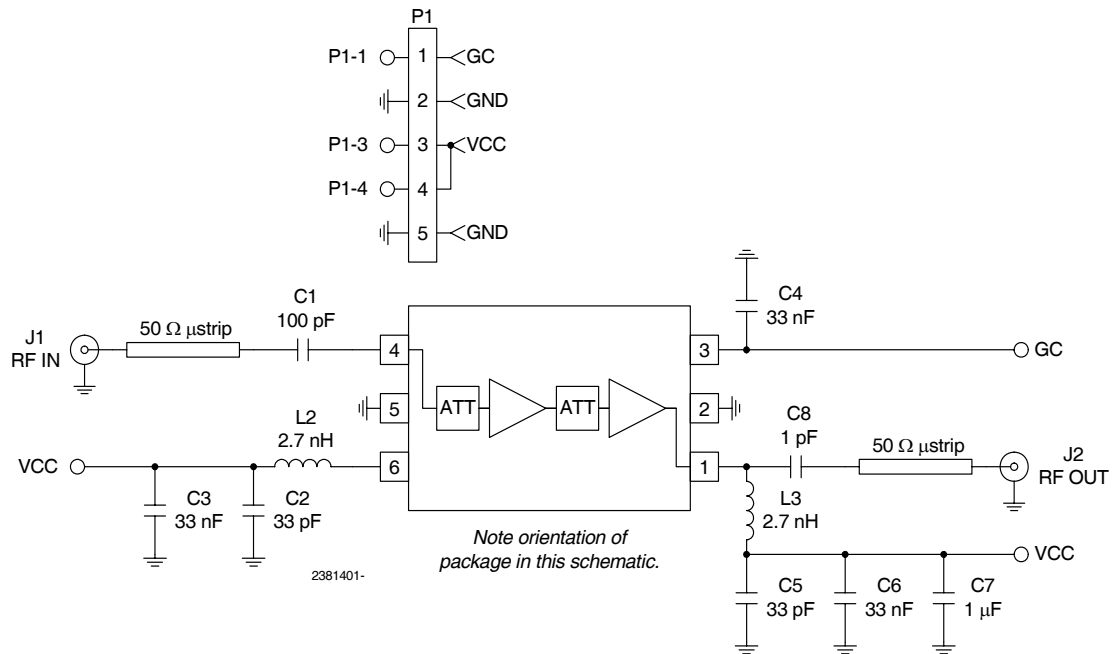 P1
P1-1
1
GC
2
GND
P1-3
3
VCC
P1-4
4
5
GND
C1
100 pF
J1
RF IN
50 Ω µstrip
4
5
6
ATT
ATT
3
2
1
C4
33 nF
GC
L2
2.7 nH
VCC
C3
33 nF
C2
33 pF
C8
1 pF
50 Ω µstrip
J2
RF OUT
L3
2.7 nH
VCC
Note orientation of
package in this schematic.
2381401-
C5
33 pF
C6
33 nF
C7
1 µF